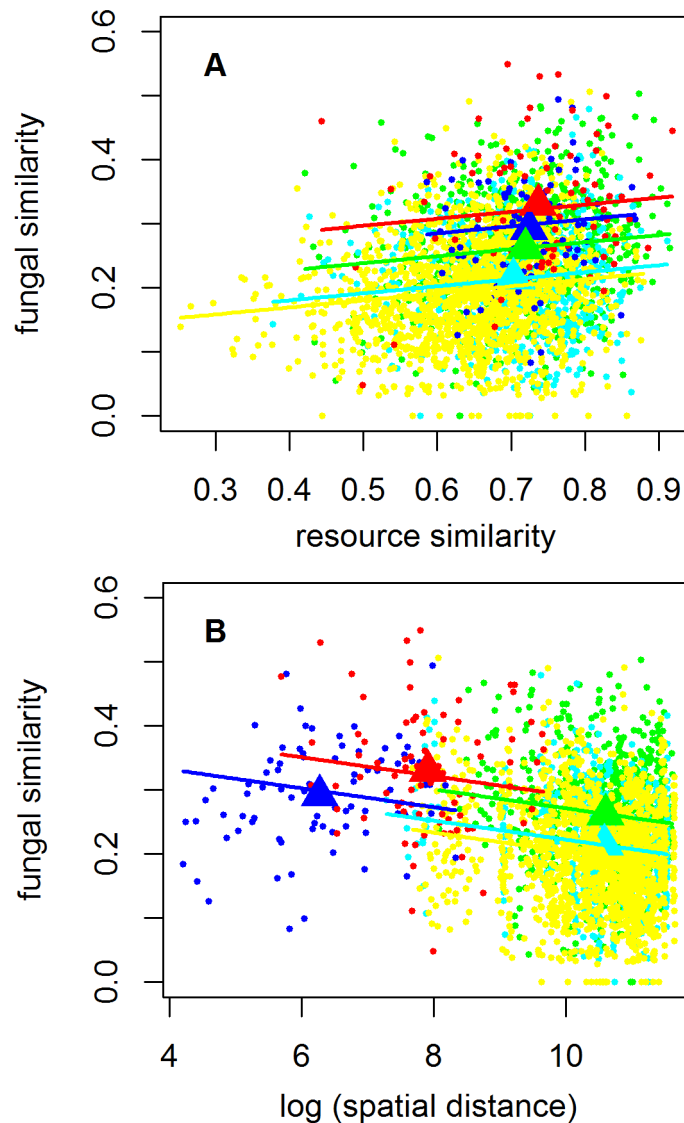 A
fungal similarity
0.6
0.4
0.2
0.0
0.3 0.4 0.5 0.6 0.7 0.8 0.9
resource similarity
B
fungal similarity
0.6
0.4
0.2
0.0
4 6 8 10
log (spatial distance)